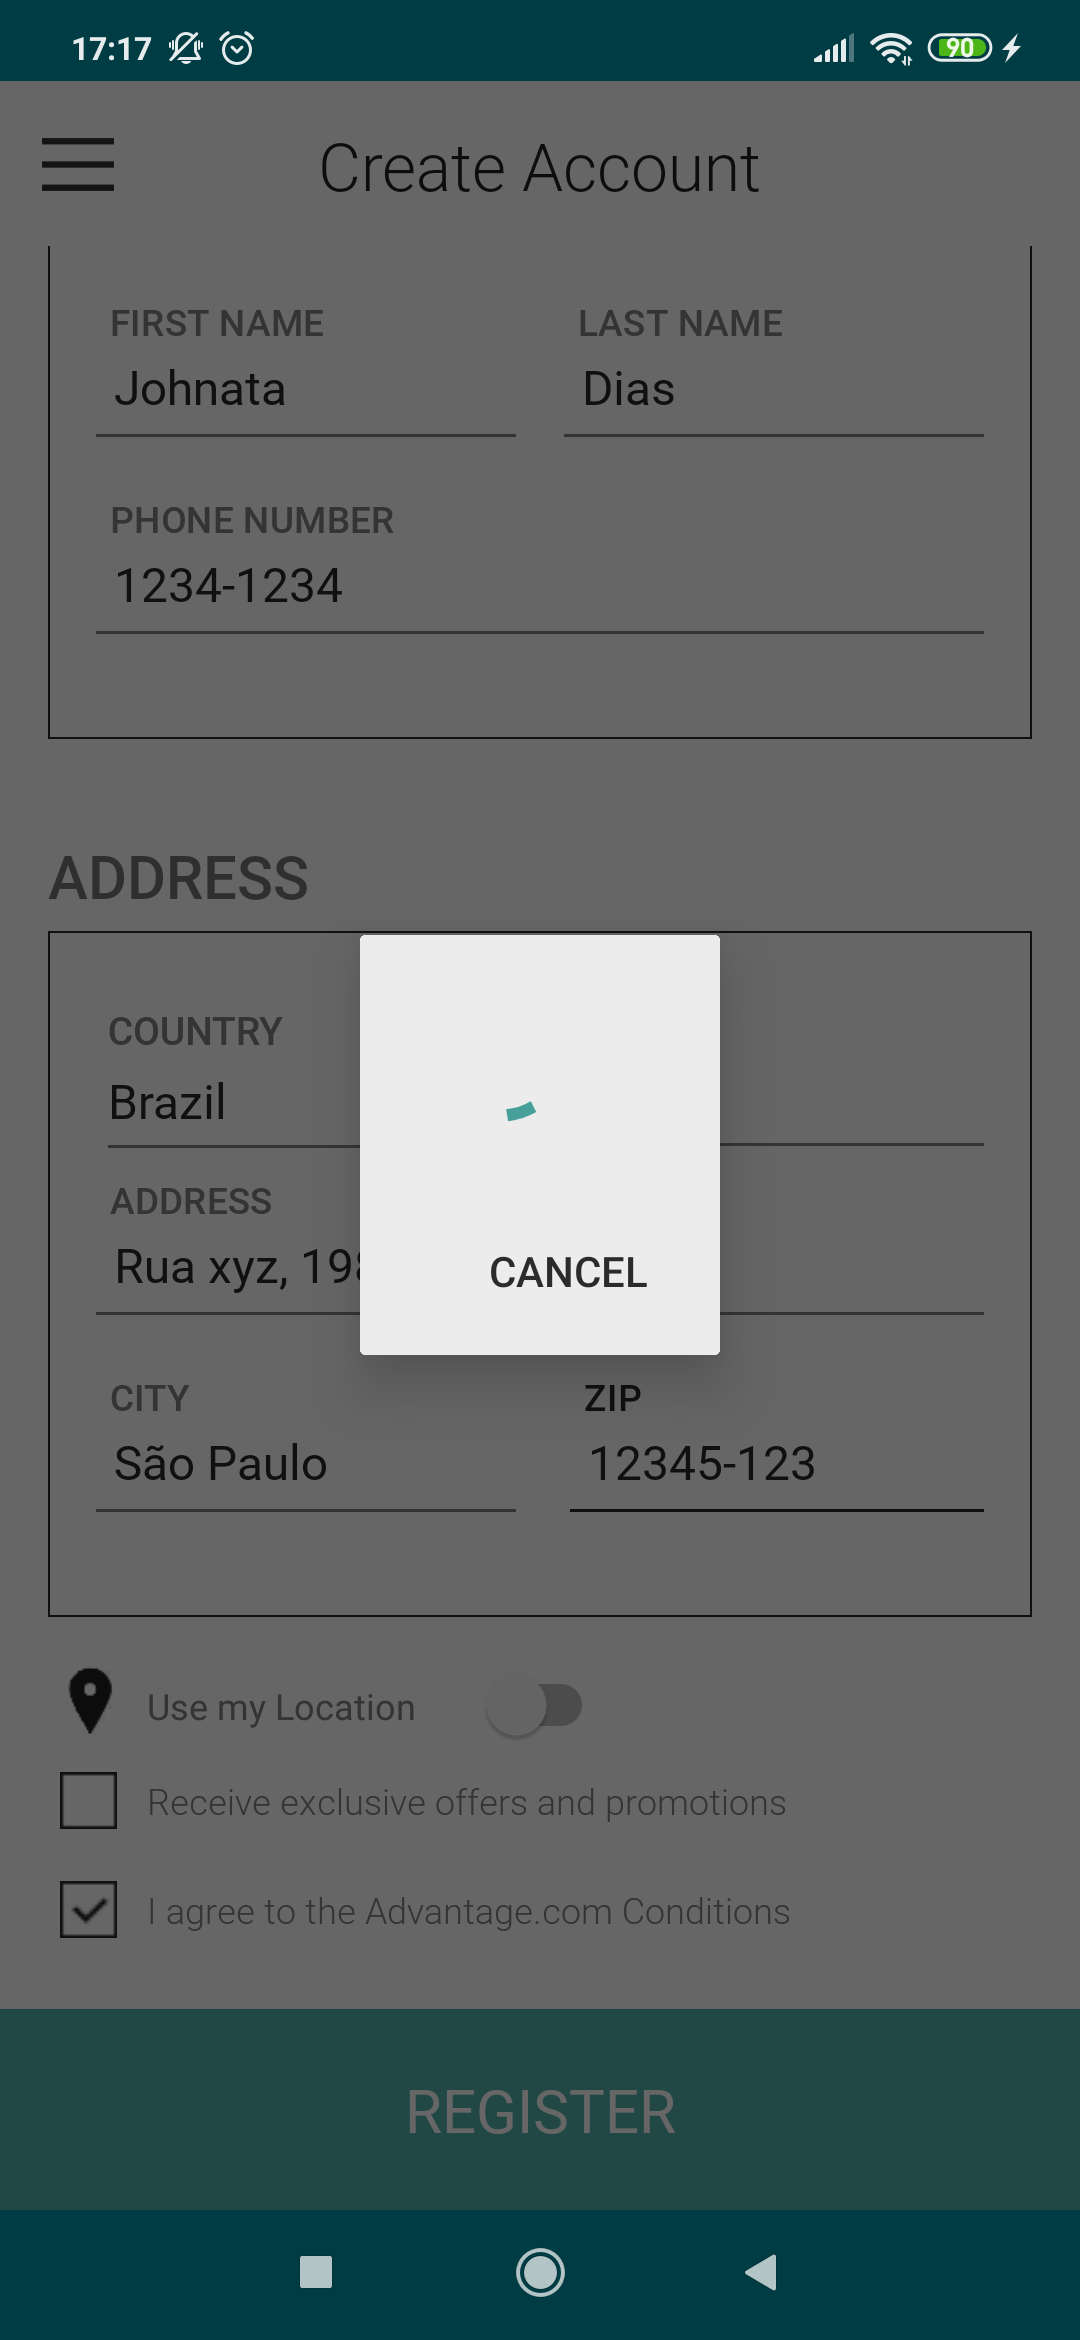 17:17 90
Create Account
FIRST NAME LAST NAME
Johnata Dias
PHONE NUMBER
1234-1234
ADDRESS
COUNTRY
Brazil
ADDRESS
Rua xyz, 198
CANCEL
CITY ZIP
São Paulo 12345-123
Use my Location
Receive exclusive offers and promotions
I agree to the Advantage.com Conditions
REGISTER